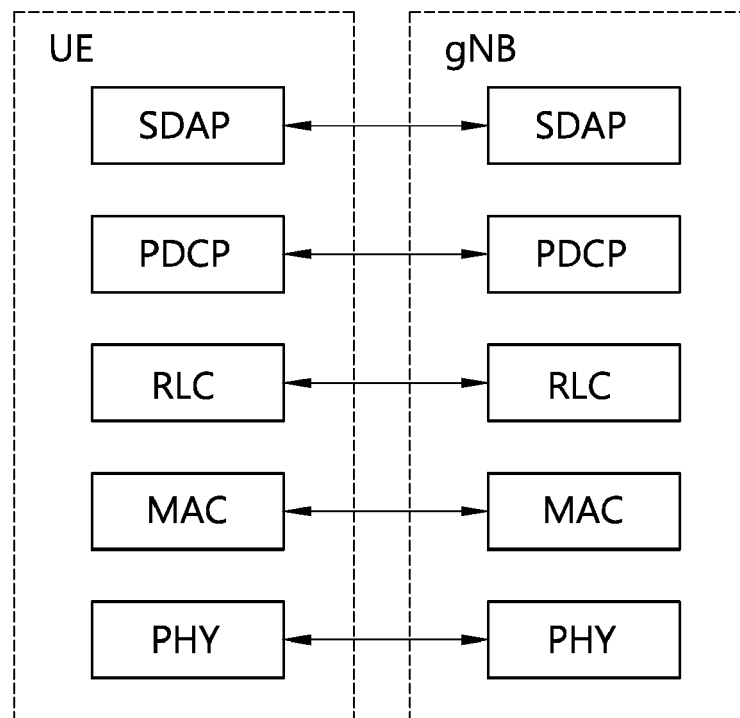 UE gNB
SDAP SDAP
PDCP PDCP
RLC RLC
MAC MAC
PHY PHY